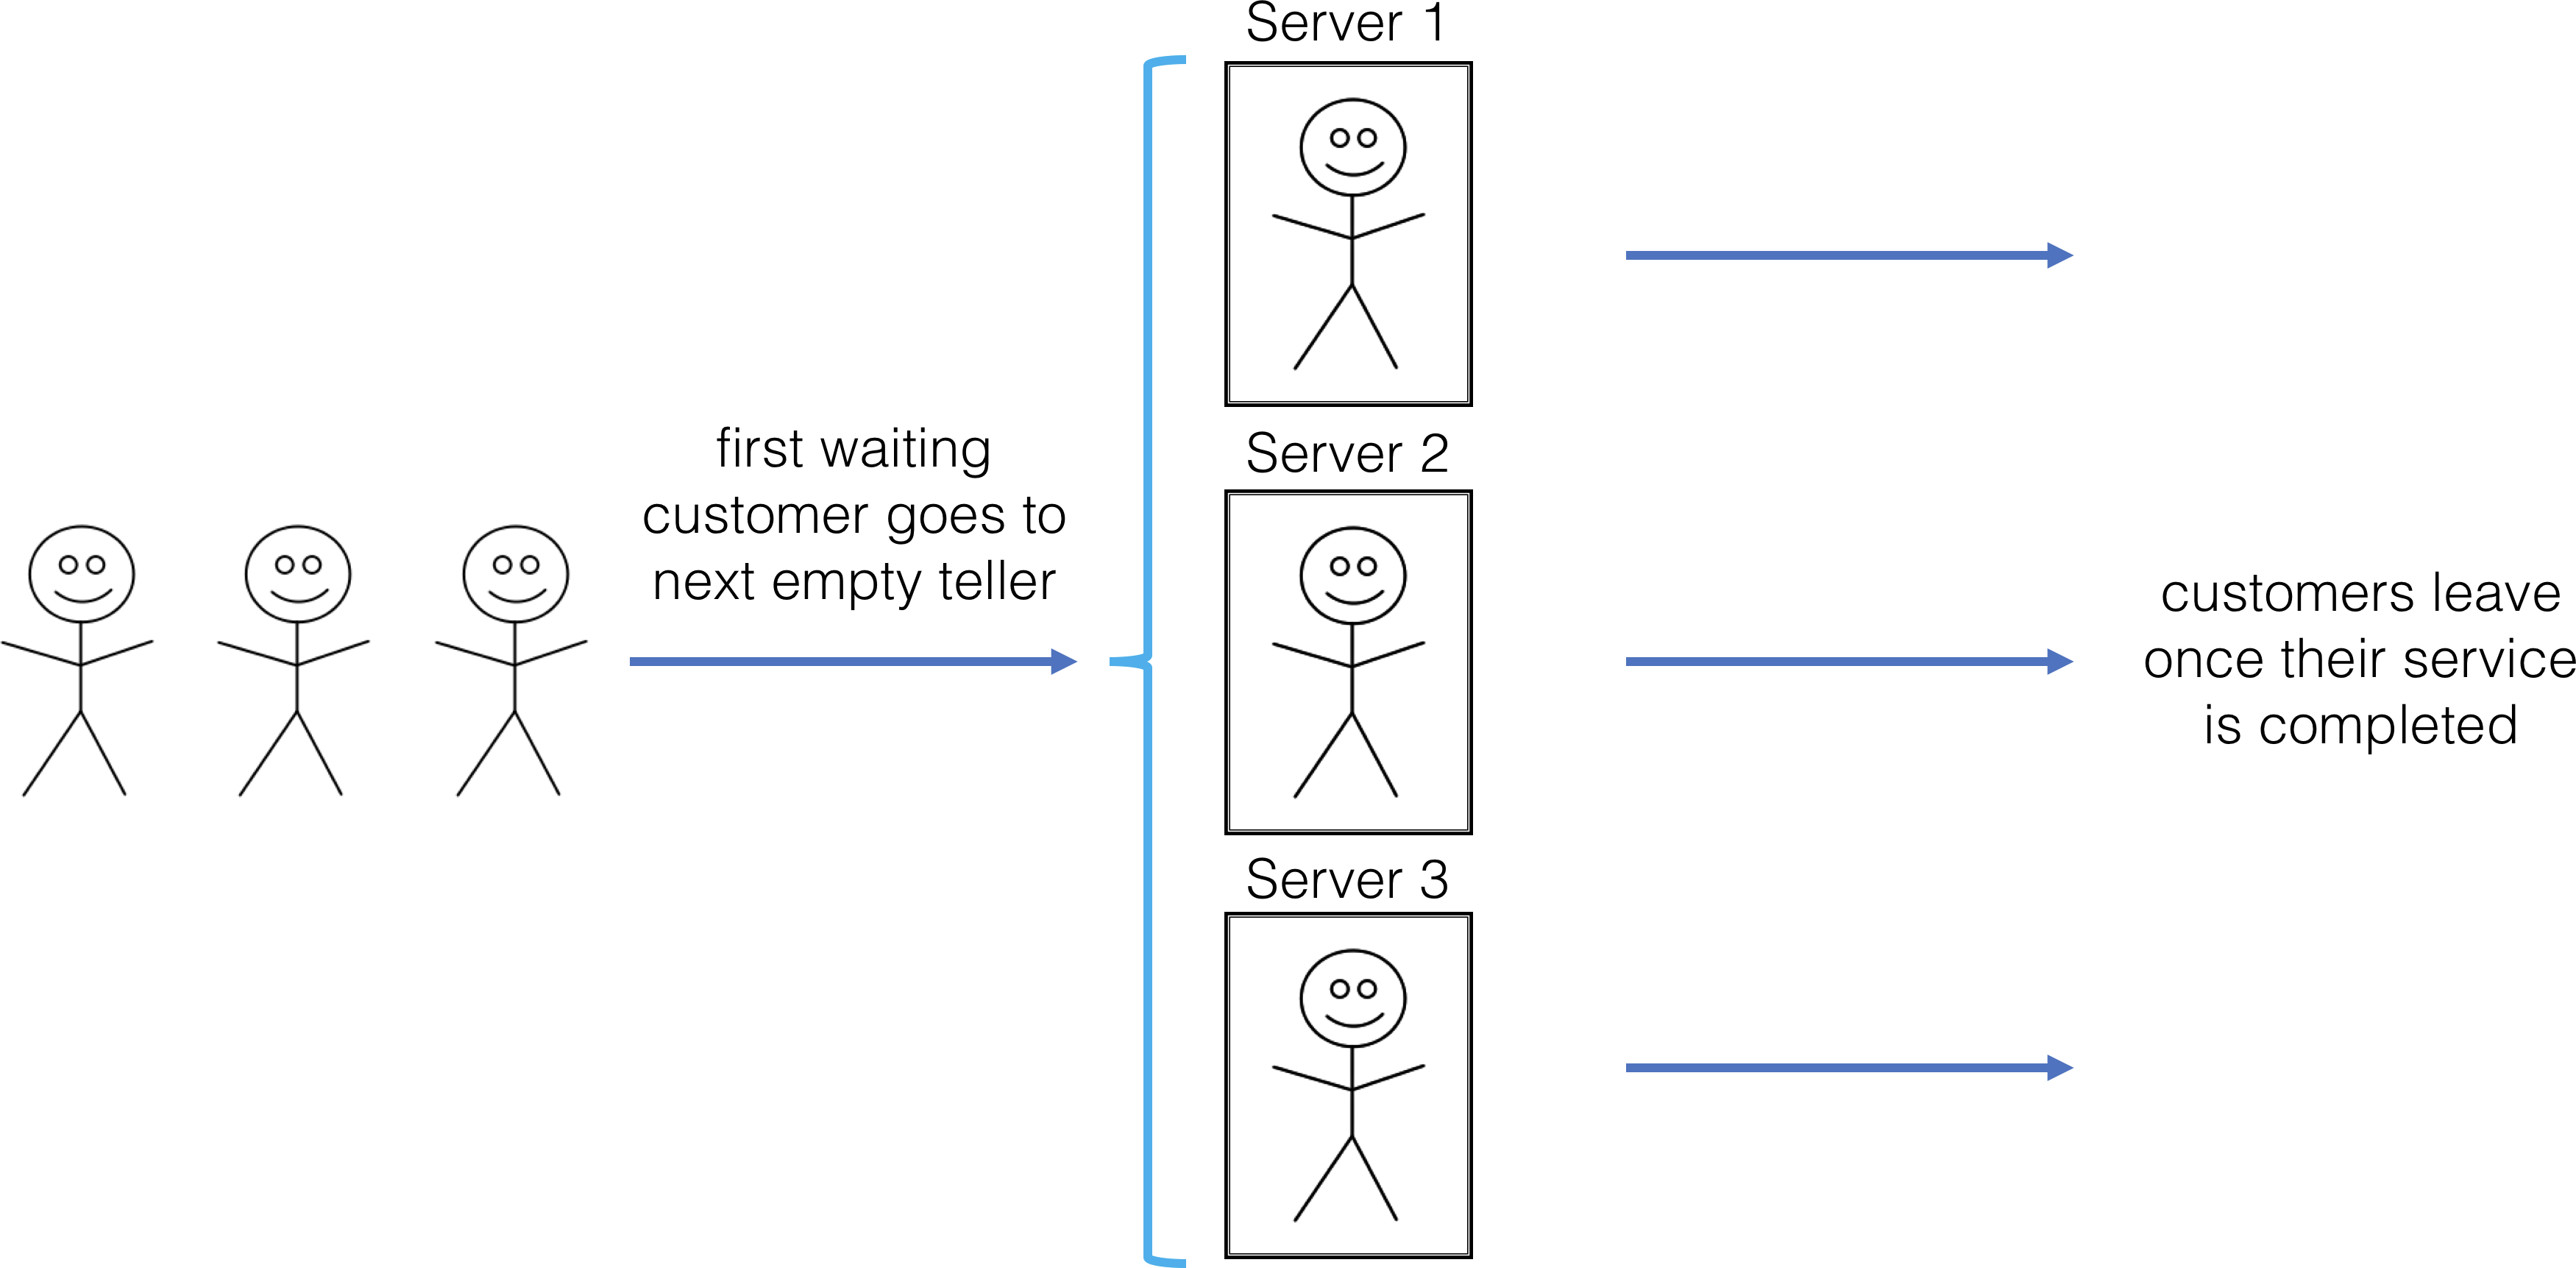 Server 1
first waiting
customer goes to
next empty teller
Server 2
Server 3
customers leave
once their service
is completed